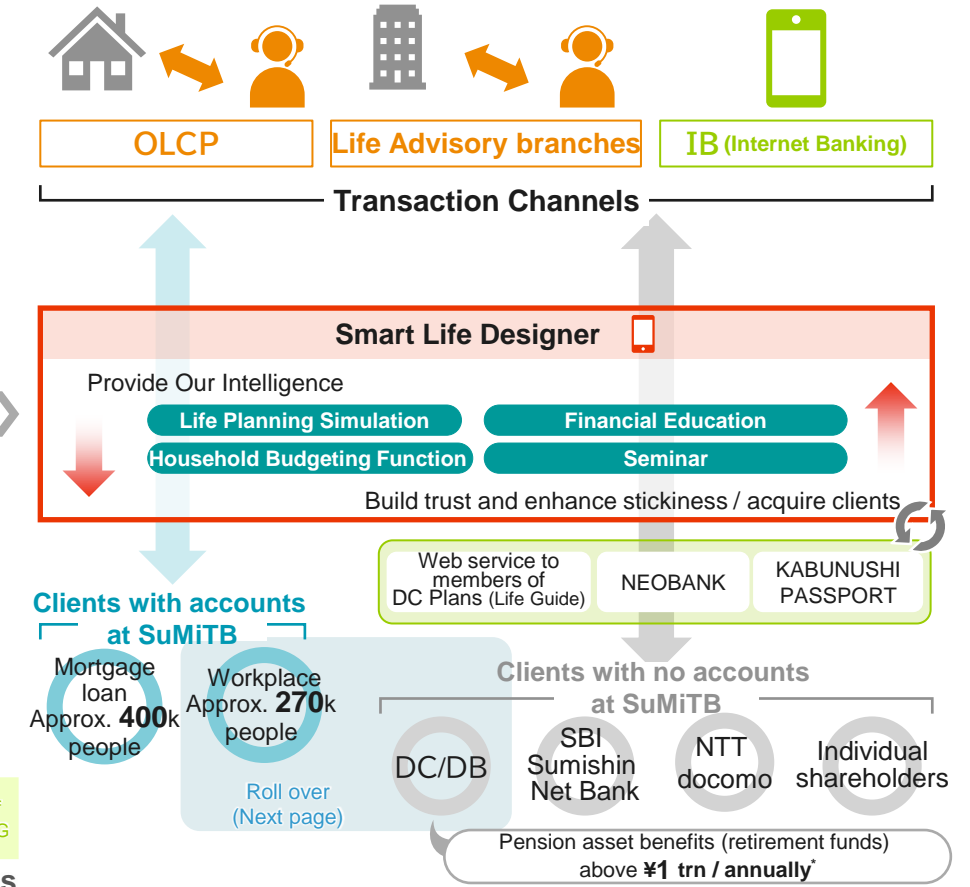 OLCP
Life Advisory branches
IB (Internet Banking)
Transaction Channels
Smart Life Designer
Provide Our Intelligence
Life Planning Simulation
Financial Education
Household Budgeting Function
Seminar
Build trust and enhance stickiness / acquire clients
Web service to
members of
DC Plans (Life Guide)
NEOBANK
KABUNUSHI
PASSPORT
Clients with accounts
at SuMiTB
Mortgage
loan
Approx. 400k
people
Workplace
Approx. 270k
people
Roll over
(Next page)
Clients with no accounts
at SuMiTB
DC/DB
SBI
Sumishin
Net Bank
NTT
docomo
Individual
shareholders
Pension asset benefits (retirement funds)
above ¥1 trn / annually*
G
s